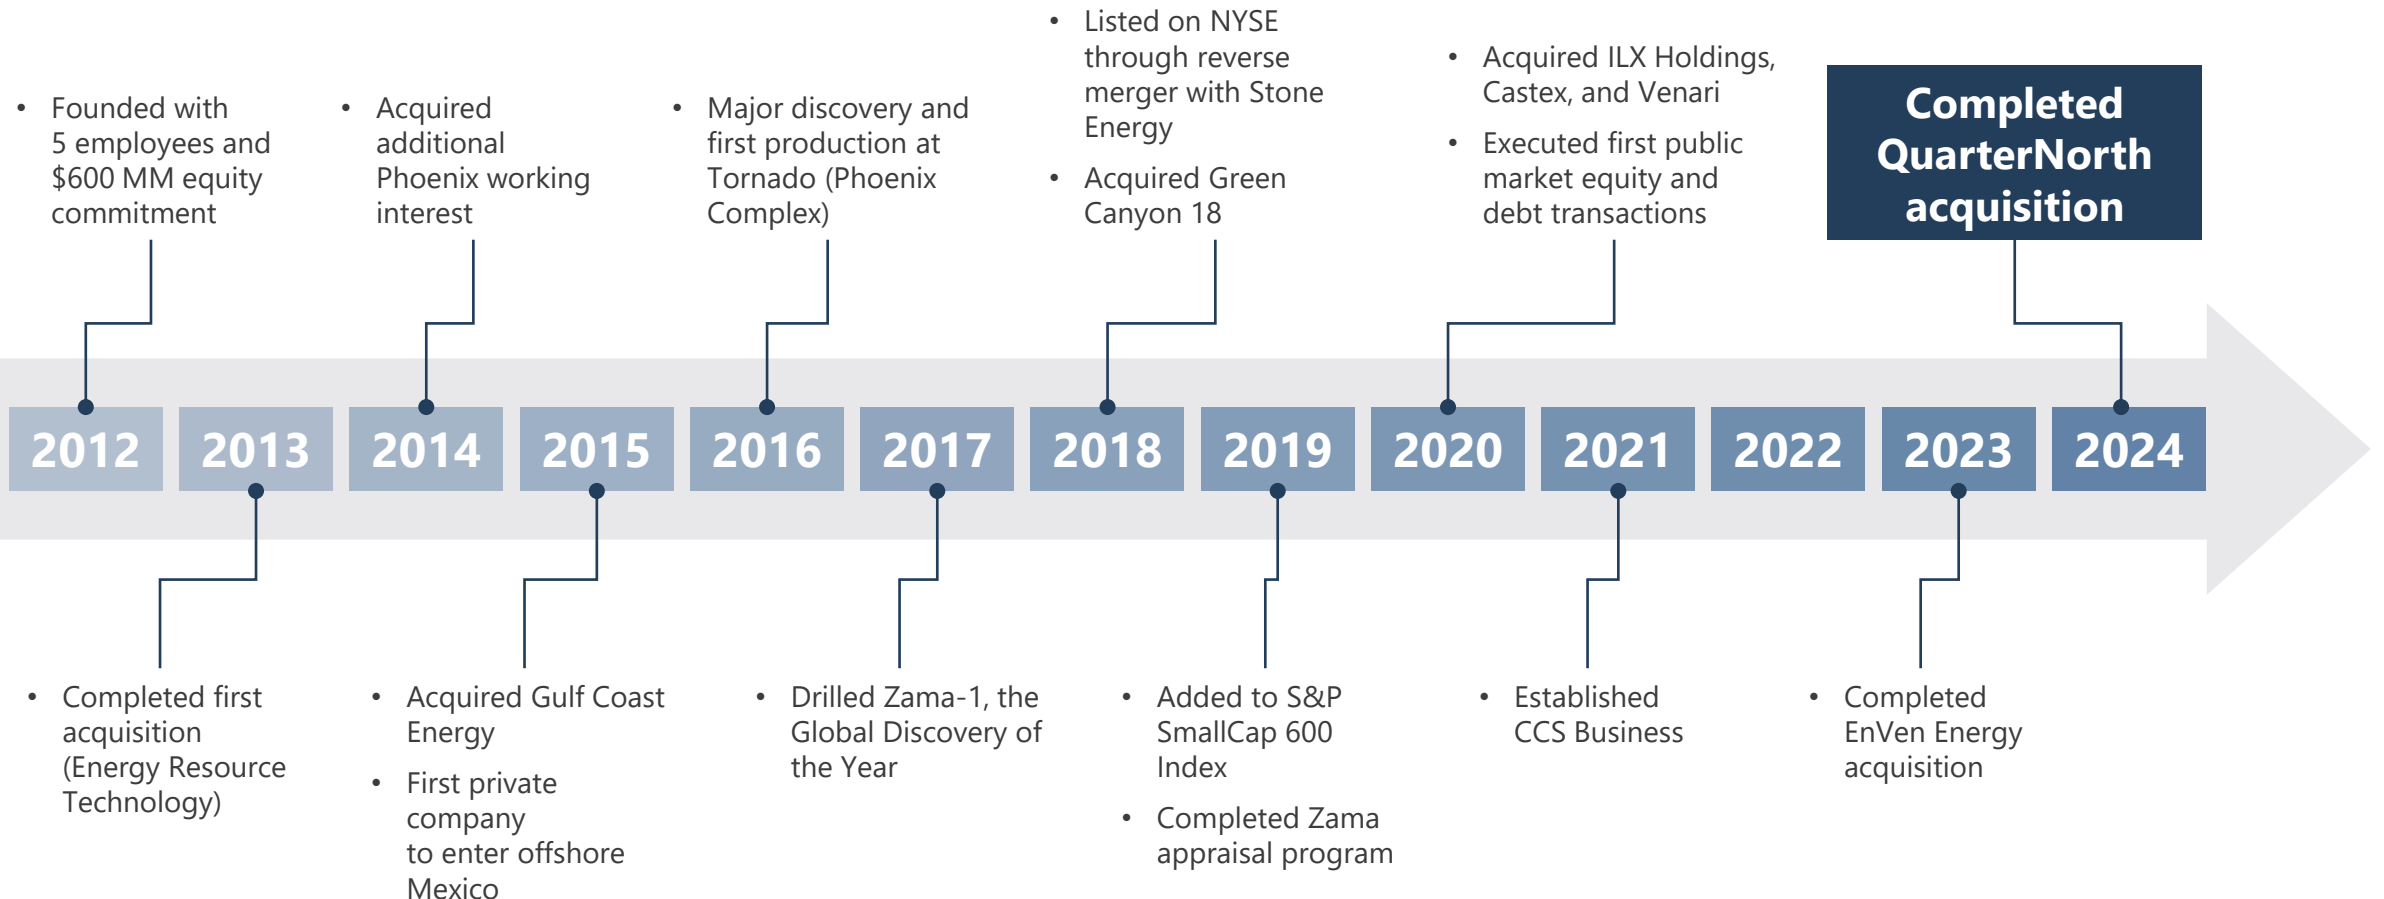 • Founded with
5 employees and
$600 MM equity
commitment
• Acquired
additional
Phoenix working
interest
• Major discovery and
first production at
Tornado (Phoenix
Complex)
• Listed on NYSE
through reverse
merger with Stone
Energy
• Acquired Green
Canyon 18
• Acquired ILX Holdings,
Castex, and Venari
• Executed first public
market equity and
debt transactions
Completed
QuarterNorth
acquisition
2012 2013 2014 2015 2016 2017 2018 2019 2020 2021 2022 2023 2024
• Completed first
acquisition
(Energy Resource
Technology)
• Acquired Gulf Coast
Energy
• First private
company
to enter offshore
Mexico
• Drilled Zama-1, the
Global Discovery of
the Year
• Added to S&P
SmallCap 600
Index
• Completed Zama
appraisal program
• Established
CCS Business
• Completed
EnVen Energy
acquisition